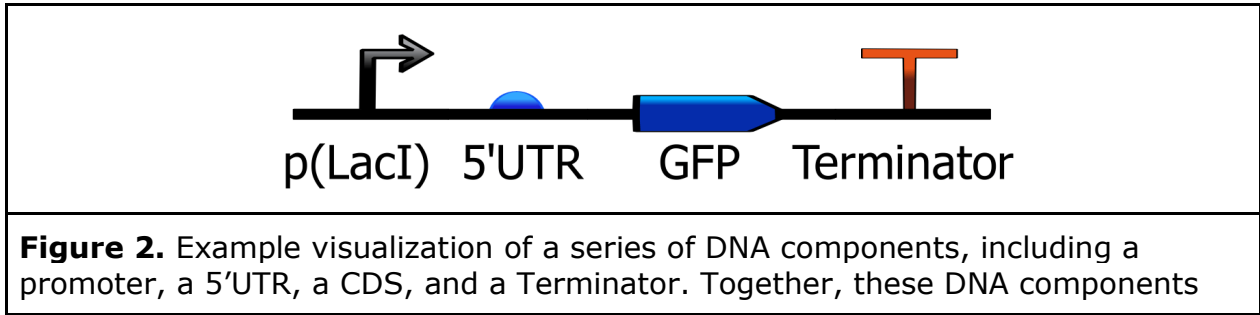 p(LacI) 5'UTR GFP Terminator
Figure 2. Example visualization of a series of DNA components, including a
promoter, a 5’UTR, a CDS, and a Terminator. Together, these DNA components